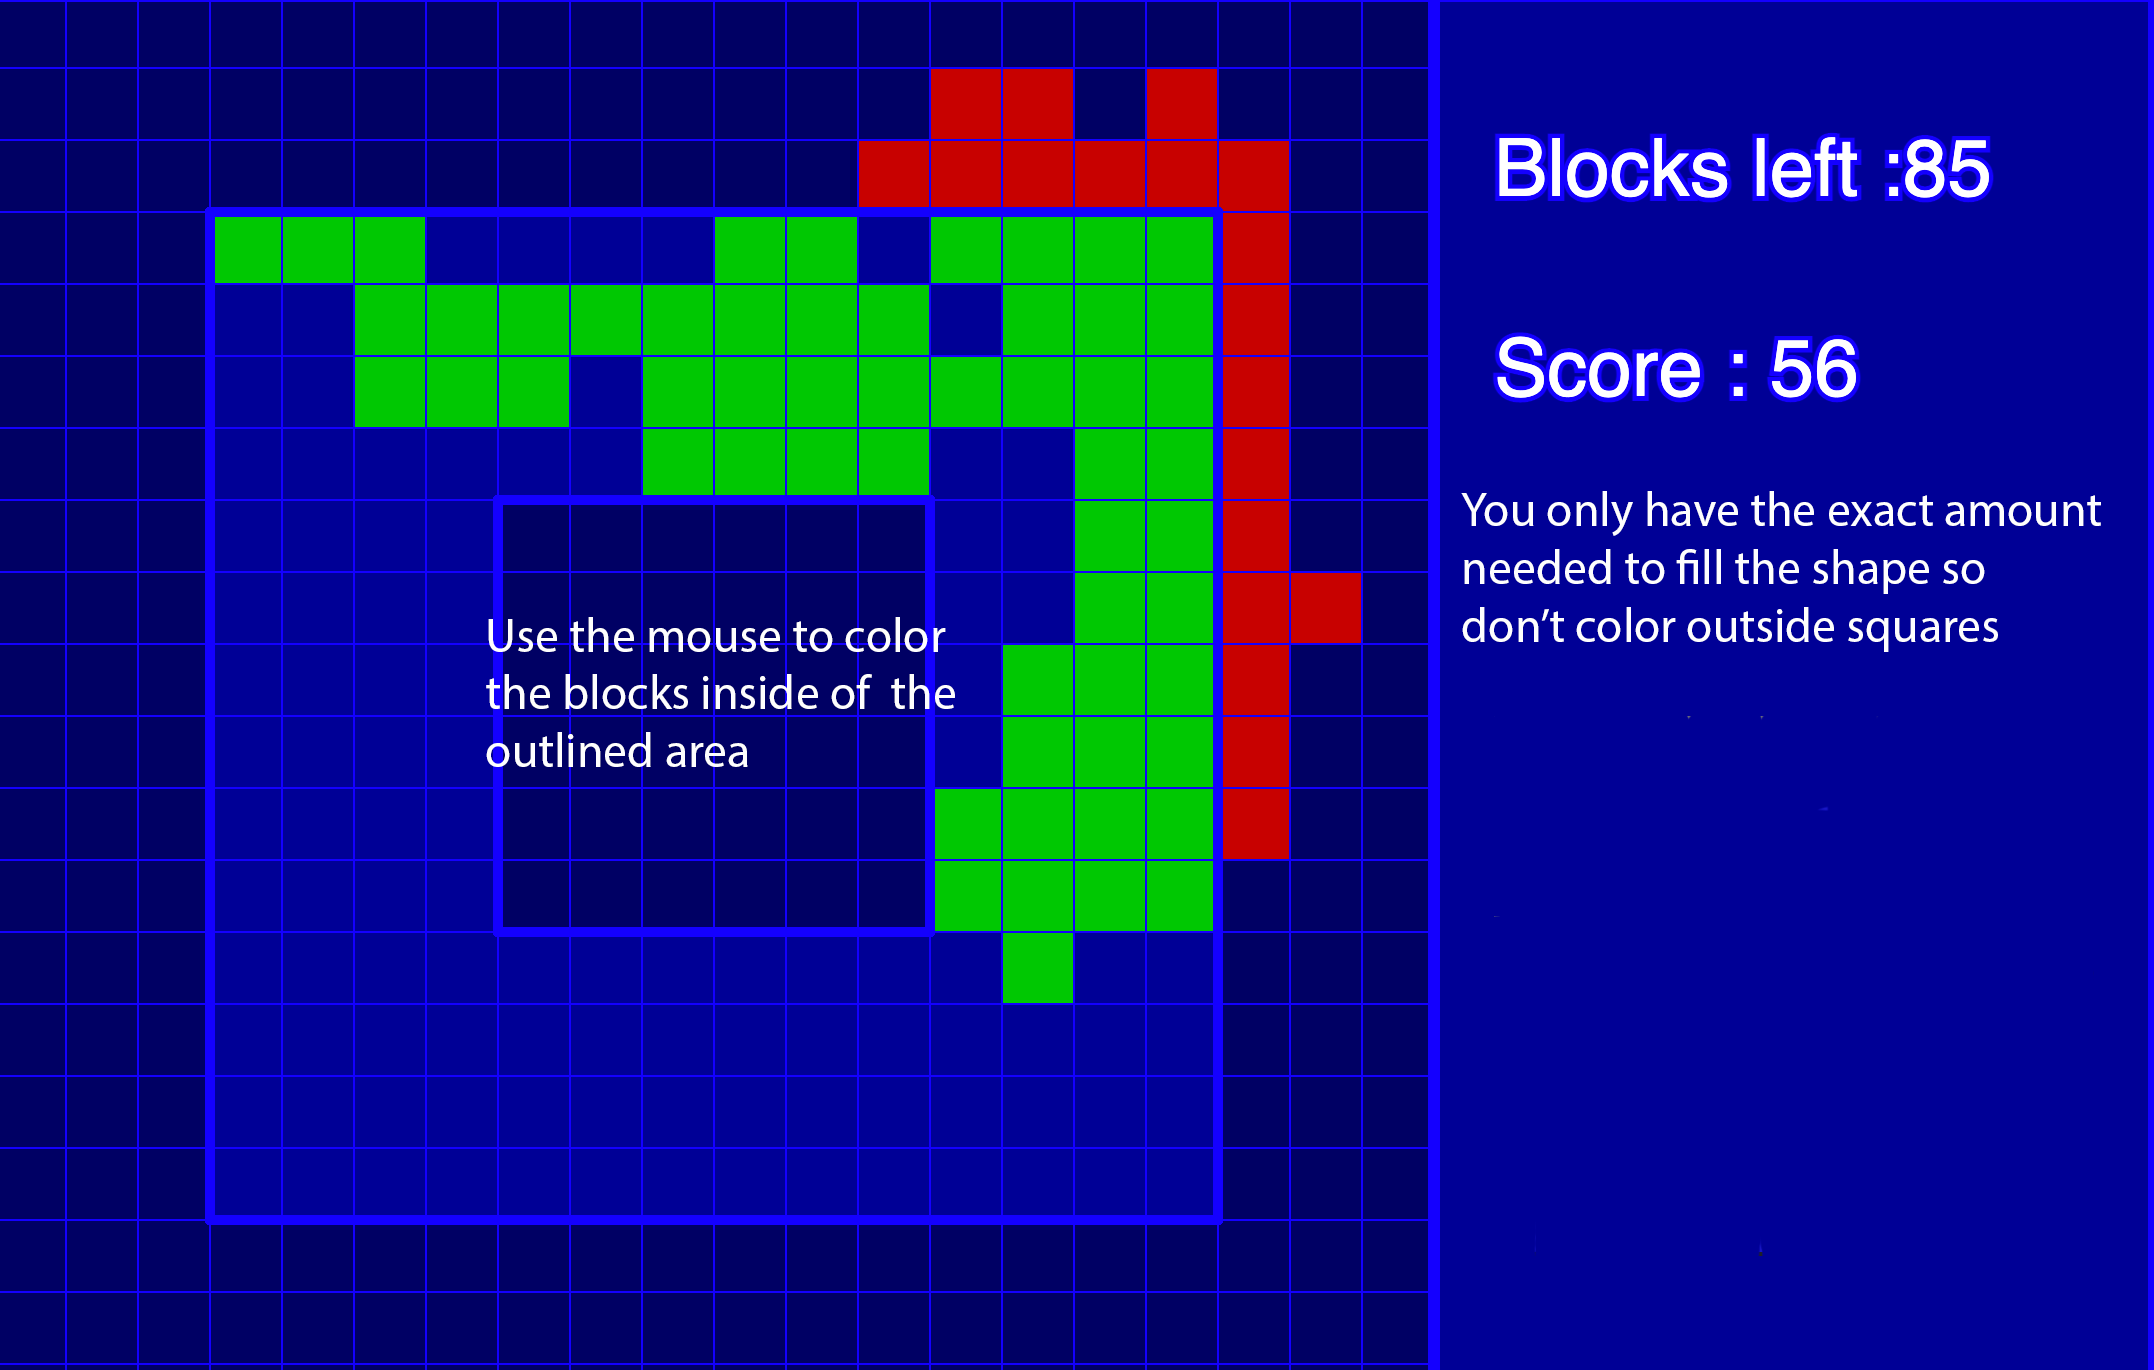 Blocks left :85
Score : 56
You only have the exact amount
needed to fill the shape so
don’t color outside squares
Use the mouse to color
the blocks inside of  the
outlined area